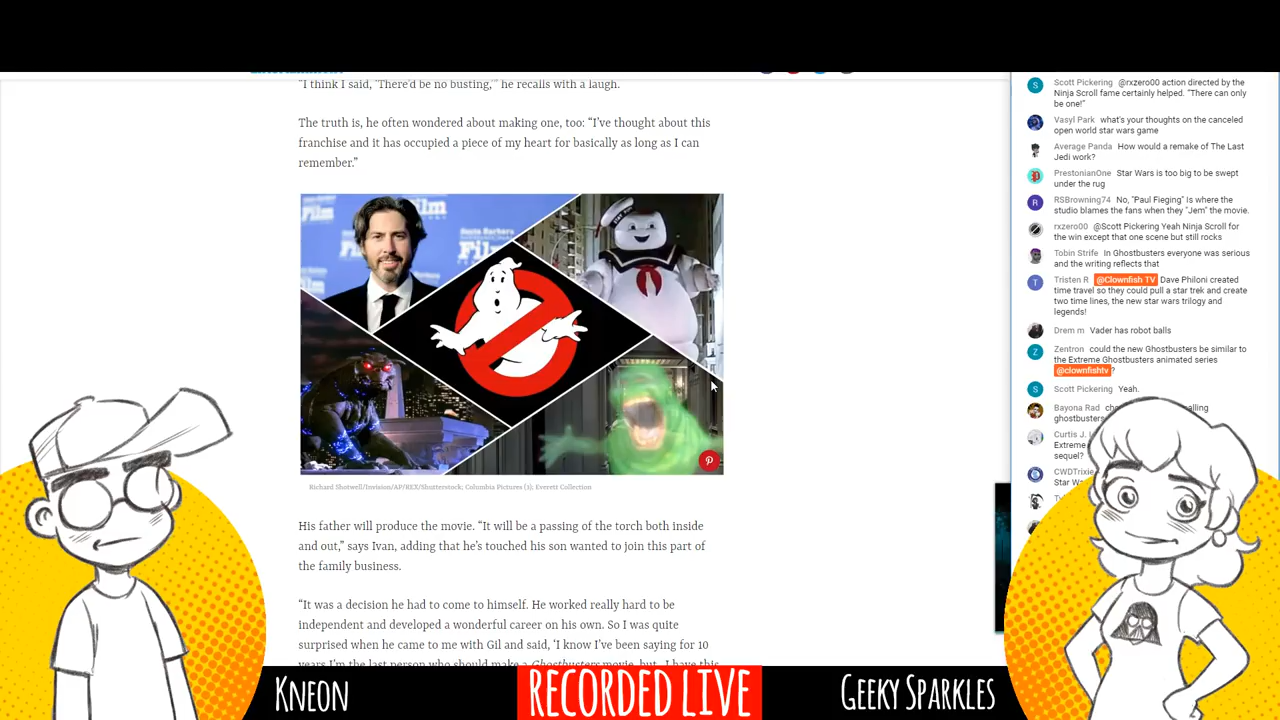 "I think I said, 'There'd be no busting,'" he recalls with a laugh.
The truth is, he often wondered about making one, too: "I've thought about this
franchise and it has occupied a piece of my heart for basically as long as I can
remember."
Film
Film
Richard Shotwell/Invision/AP/REX/Shutterstock; Columbia Pictures (3); Everett Collection
His father will produce the movie. "It will be a passing of the torch both inside
and out," says Ivan, adding that he's touched his son wanted to join this part of
the family business.
"It was a decision he had to come to himself. He worked really hard to be
independent and developed a wonderful career on his own. So I was quite
surprised when he came to me with Gil and said, 'I know I've been saying for 10
years I'm the last person who should make a Ghostbusters movie, but...I have this
Scott Pickering @rxzero00 action directed by the
Ninja Scroll fame certainly helped. "There can only
be one!"
Vasyl Park what's your thoughts on the canceled
open world star wars game
Average Panda How would a remake of The Last
Jedi work?
PrestonianOne Star Wars is too big to be swept
under the rug
RSBrowning74 No, "Paul Fieging" Is where the
studio blames the fans when they "Jem" the movie.
rxzero00 @Scott Pickering Yeah Ninja Scroll for
the win except that one scene but still rocks
Tobin Strife In Ghostbusters everyone was serious
and the writing reflects that
Tristen R @Clownfish TV Dave Philoni created
time travel so they could pull a star trek and create
two time lines, the new star wars trilogy and
legends!
Drem m Vader has robot balls
Zentron could the new Ghostbusters be similar to
the Extreme Ghostbusters animated series
@clownfishtv ?
Scott Pickering Yeah.
Bayona Rad
ghostbusters
Curtis J.
Extreme
sequel?
CWDTrixie
Star
Kneon
RECORDED LIVE
Geeky Sparkles